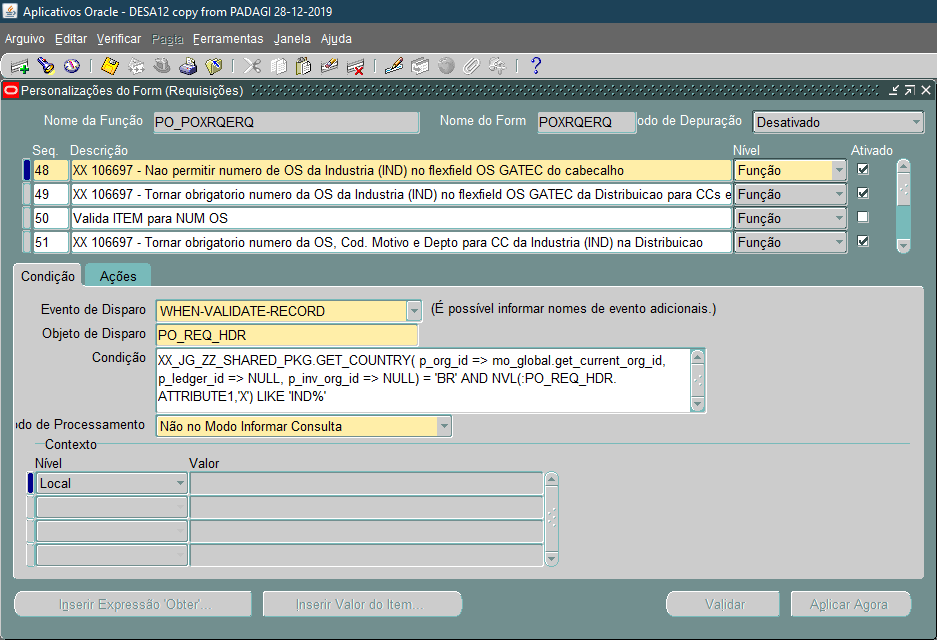 Aplicativos Oracle - DESA12 copy from PADAGI 28-12-2019
Arquivo Editar Verificar Pasta Ferramentas Janela Ajuda
Personalizações do Form (Requisições)
Nome da Função PO_POXRQERQ Nome do Form POXRQERQ odo de Depuração Desativado
Seq. Descrição Nível Ativado
48 XX 106697 - Nao permitir numero de OS da Industria (IND) no flexfield OS GATEC do cabecalho Função
49 XX 106697 - Tornar obrigatorio numero da OS da Industria (IND) no flexfield OS GATEC da Distribuicao para CCs e Função
50 Valida ITEM para NUM OS Função
51 XX 106697 - Tornar obrigatorio numero da OS, Cod. Motivo e Depto para CC da Industria (IND) na Distribuicao Função
Condição Ações
Evento de Disparo WHEN-VALIDATE-RECORD (É possível informar nomes de evento adicionais.)
Objeto de Disparo PO_REQ_HDR
Condição XX_JG_ZZ_SHARED_PKG.GET_COUNTRY( p_org_id => mo_global.get_current_org_id,
p_ledger_id => NULL, p_inv_org_id => NULL) = 'BR' AND NVL(:PO_REQ_HDR.
ATTRIBUTE1,'X') LIKE 'IND%'
odo de Processamento Não no Modo Informar Consulta
Contexto
Nível Valor
Local
Inserir Expressão 'Obter'... Inserir Valor do Item... Validar Aplicar Agora